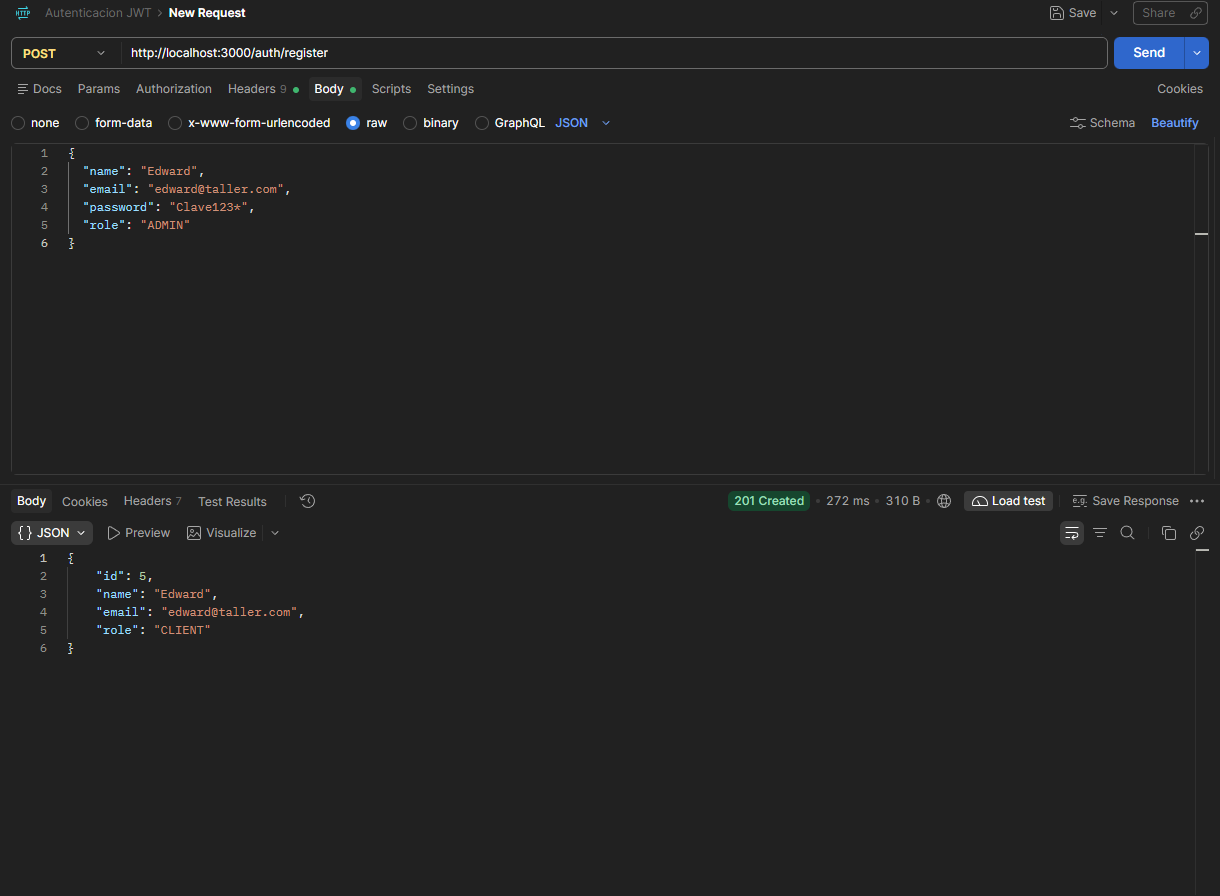 HTTP Autenticacion JWT > New Request Save Share
POST http://localhost:3000/auth/register Send
Docs Params Authorization Headers 9 Body Scripts Settings Cookies
none form-data x-www-form-urlencoded raw binary GraphQL JSON Schema Beautify
1 {
2 "name": "Edward",
3 "email": "edward@taller.com",
4 "password": "Clave123*",
5 "role": "ADMIN"
6 }
Body Cookies Headers 7 Test Results 201 Created • 272 ms • 310 B • Load test e.g. Save Response
{} JSON Preview Visualize
1 {
2 "id": 5,
3 "name": "Edward",
4 "email": "edward@taller.com",
5 "role": "CLIENT"
6 }